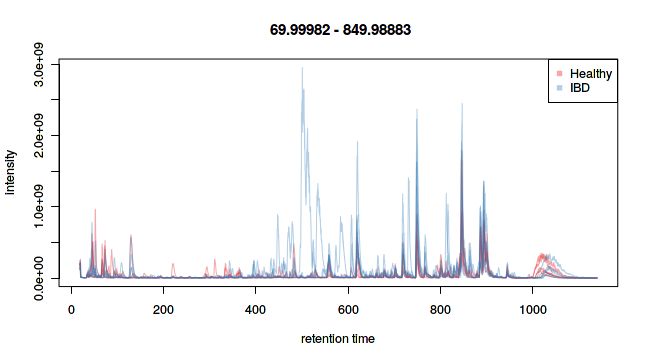 69.99982 - 849.98883
3.0e+09
2.0e+09
1.0e+09
0.0e+00
Intensity
Healthy
IBD
0
200
400
600
800
1000
retention time